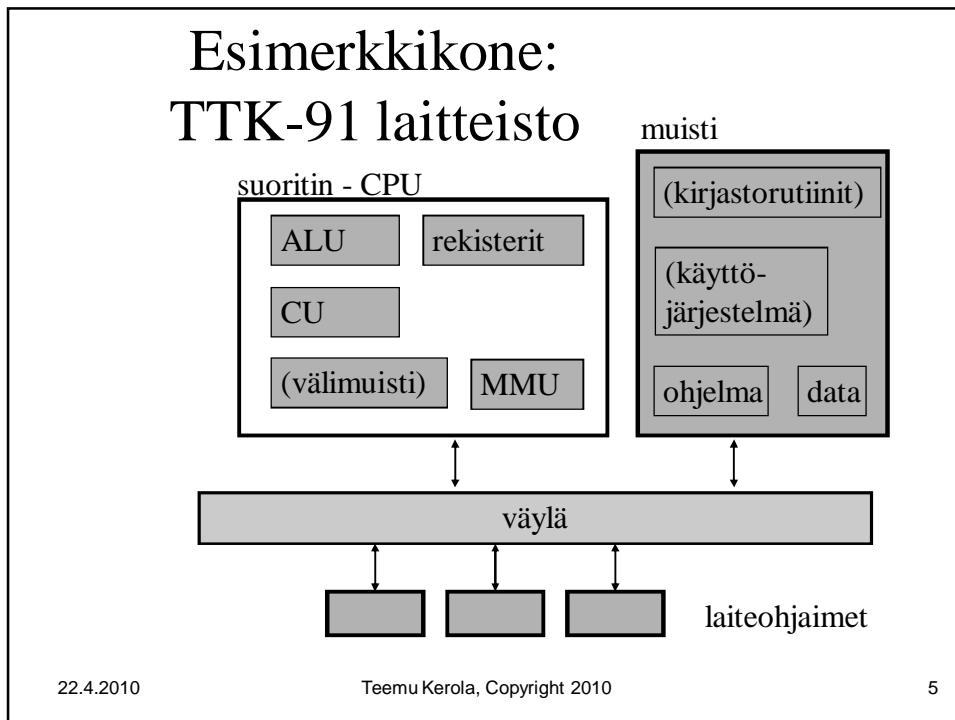 Esimerkkikone:
TTK-91 laitteisto
muisti
suoritin - CPU
(kirjastorutiinit)
ALU
rekisterit
(käyttö-
järjestelmä)
CU
(välimuisti)
MMU
ohjelma
data
väylä
laiteohjaimet
22.4.2010
Teemu Kerola, Copyright 2010
5